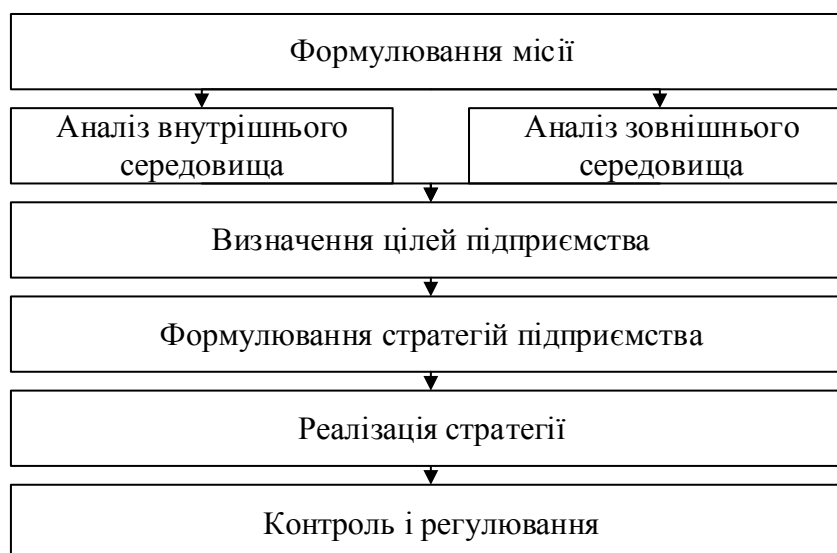 Формулювання місії
Аналіз внутрішнього
середовища
Аналіз зовнішнього
середовища
Визначення цілей підприємства
Формулювання стратегій підприємства
Реалізація стратегії
Контроль і регулювання